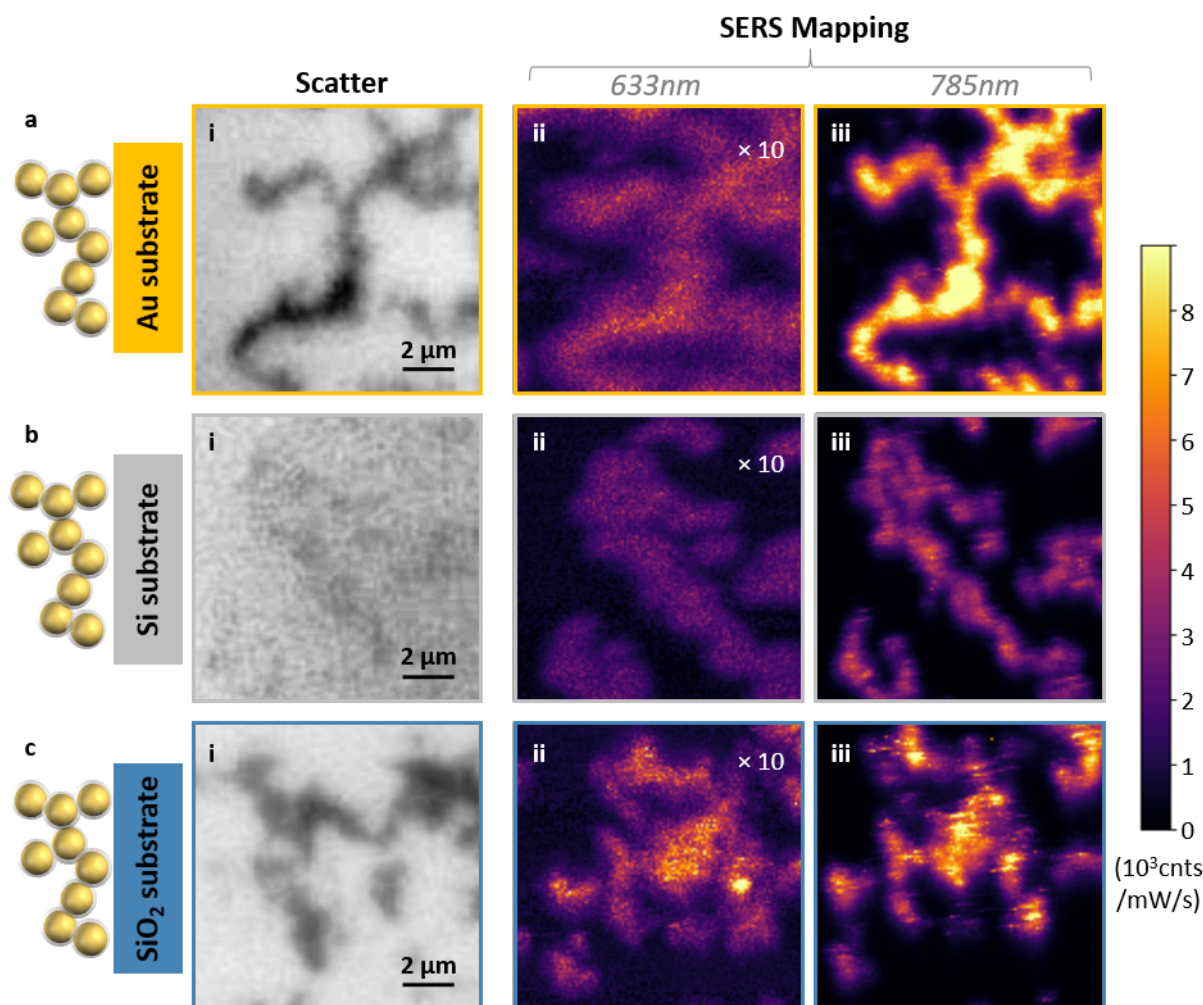 SERS Mapping
Scatter
633nm
785nm
a
Au substrate
i
2 μm
ii
× 10
iii
b
Si substrate
i
2 μm
ii
× 10
iii
c
SiO₂ substrate
i
2 μm
ii
× 10
iii
8
7
6
5
4
3
2
1
0
(10³cnts
/mW/s)